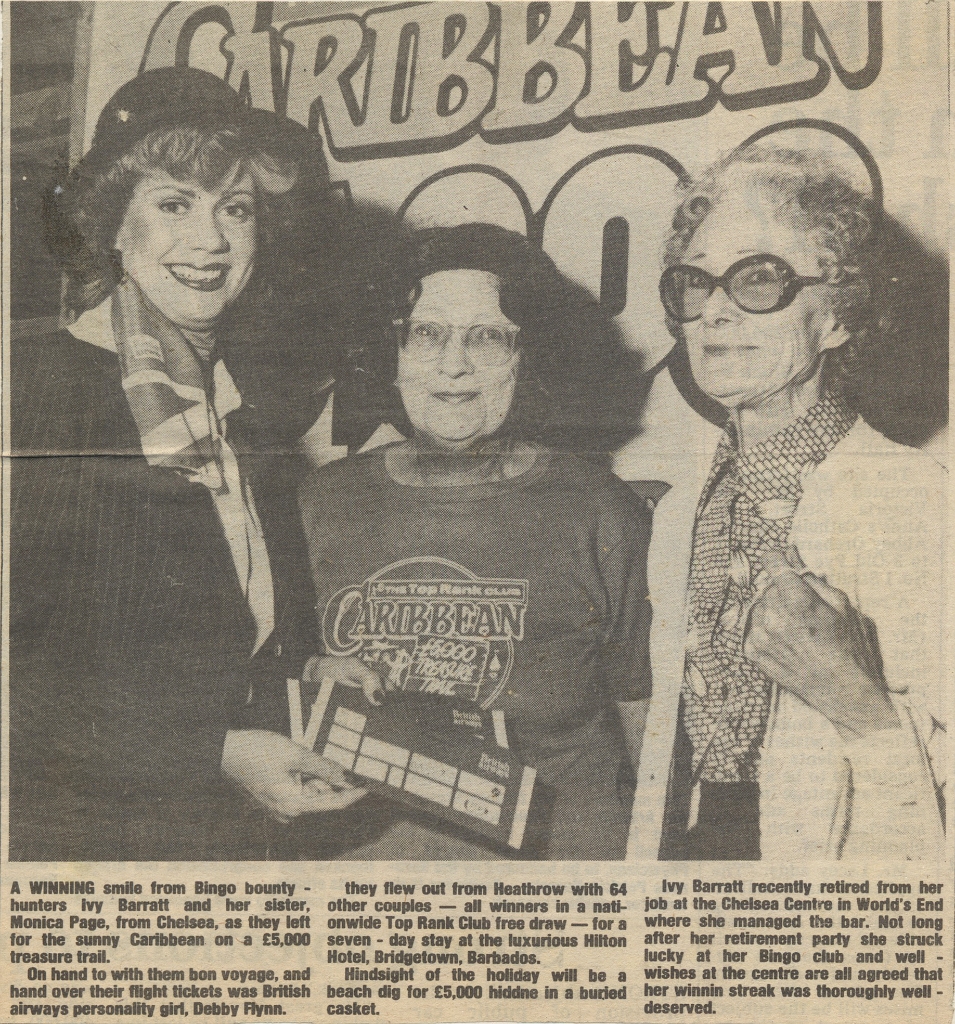 CARIBBEAN
THE Top Rank CLUB
CARIBBEAN
£5,000
TREASURE
TRAIL
British
airways
British
airways
A WINNING smile from Bingo bounty -
hunters Ivy Barratt and her sister,
Monica Page, from Chelsea, as they left
for the sunny Caribbean on a £5,000
treasure trail.
On hand to with them bon voyage, and
hand over their flight tickets was British
airways personality girl, Debby Flynn.
they flew out from Heathrow with 64
other couples — all winners in a nati-
onwide Top Rank Club free draw — for a
seven - day stay at the luxurious Hilton
Hotel, Bridgetown, Barbados.
Hindsight of the holiday will be a
beach dig for £5,000 hiddne in a buried
casket.
Ivy Barratt recently retired from her
job at the Chelsea Centre in World's End
where she managed the bar. Not long
after her retirement party she struck
lucky at her Bingo club and well -
wishes at the centre are all agreed that
her winnin streak was thoroughly well -
deserved.